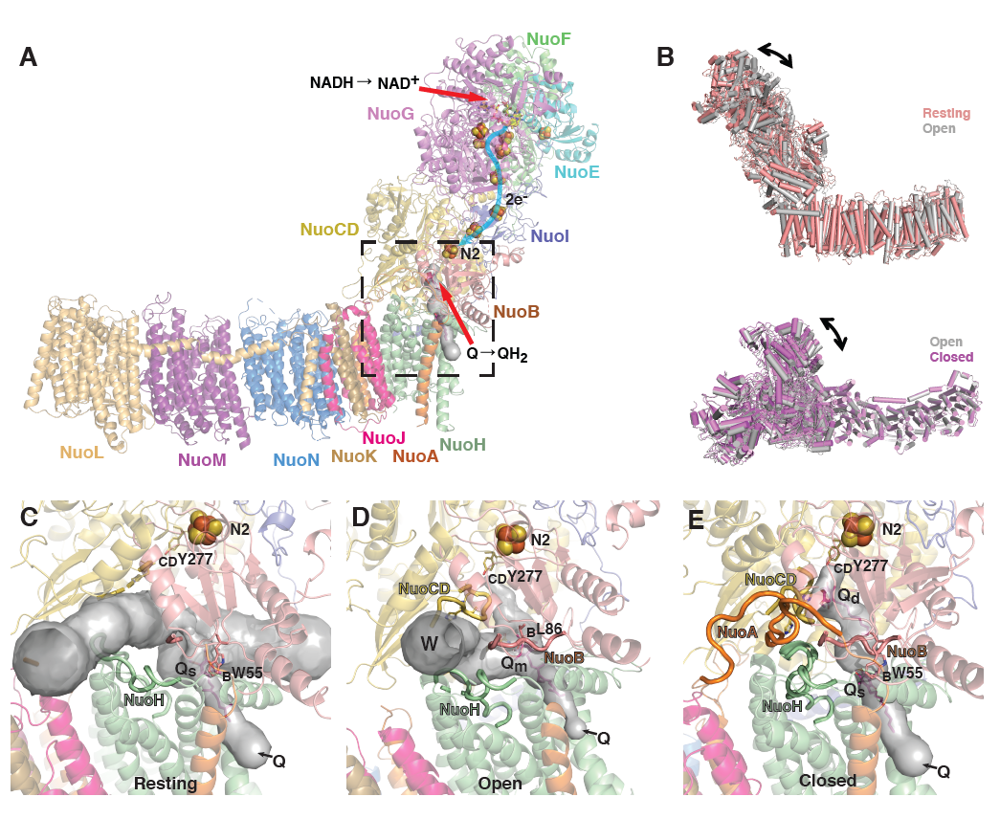 A
NuoF
NADH → NAD+
NuoG
NuoE
2e-
NuoCD
NuoI
N2
NuoB
Q→QH2
NuoJ
NuoL
NuoM
NuoN
NuoK
NuoA
NuoH
B
Resting
Open
Open
Closed
C
N2
CDY277
Qs
BW55
NuoH
Q
Resting
D
N2
CDY277
NuoCD
W
BL86
Qm
NuoB
NuoH
Q
Open
E
N2
CDY277
NuoCD
Qd
NuoA
NuoB
BW55
Qs
NuoH
Q
Closed